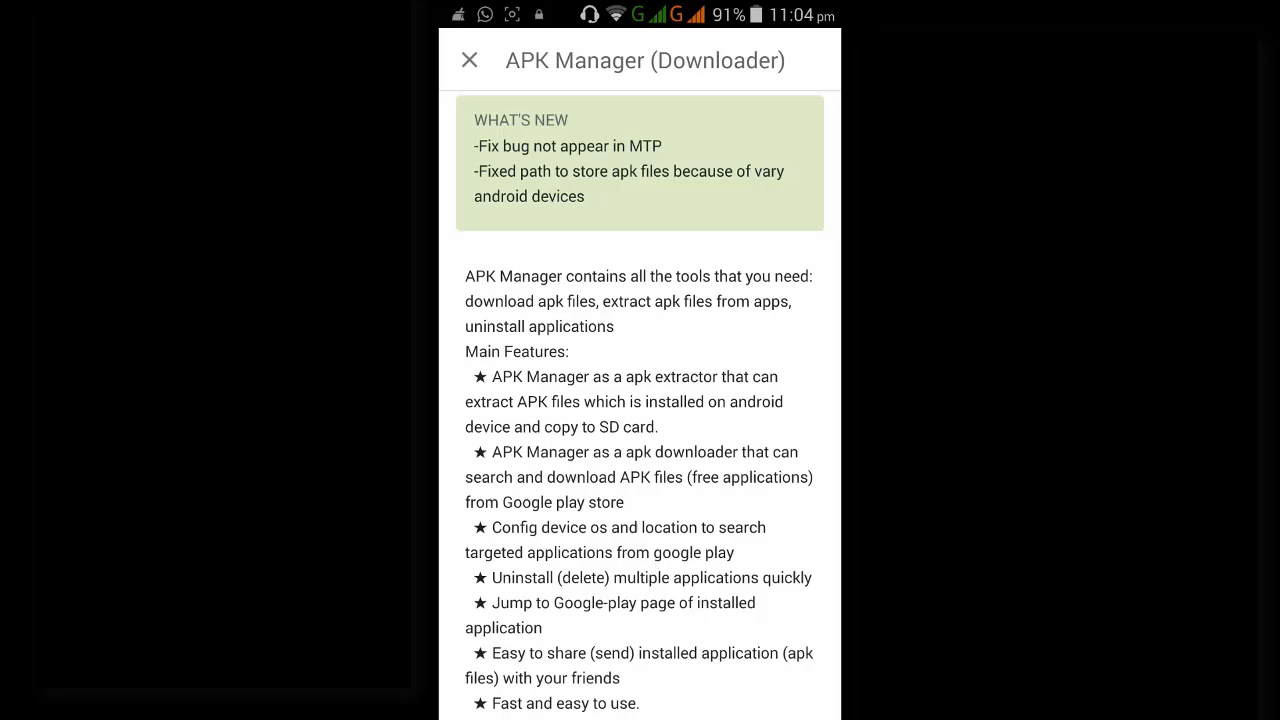 G G 91% 11:04 pm
APK Manager (Downloader)
WHAT'S NEW
-Fix bug not appear in MTP
-Fixed path to store apk files because of vary
android devices
APK Manager contains all the tools that you need:
download apk files, extract apk files from apps,
uninstall applications
Main Features:
★ APK Manager as a apk extractor that can
extract APK files which is installed on android
device and copy to SD card.
★ APK Manager as a apk downloader that can
search and download APK files (free applications)
from Google play store
★ Config device os and location to search
targeted applications from google play
★ Uninstall (delete) multiple applications quickly
★ Jump to Google-play page of installed
application
★ Easy to share (send) installed application (apk
files) with your friends
★ Fast and easy to use.